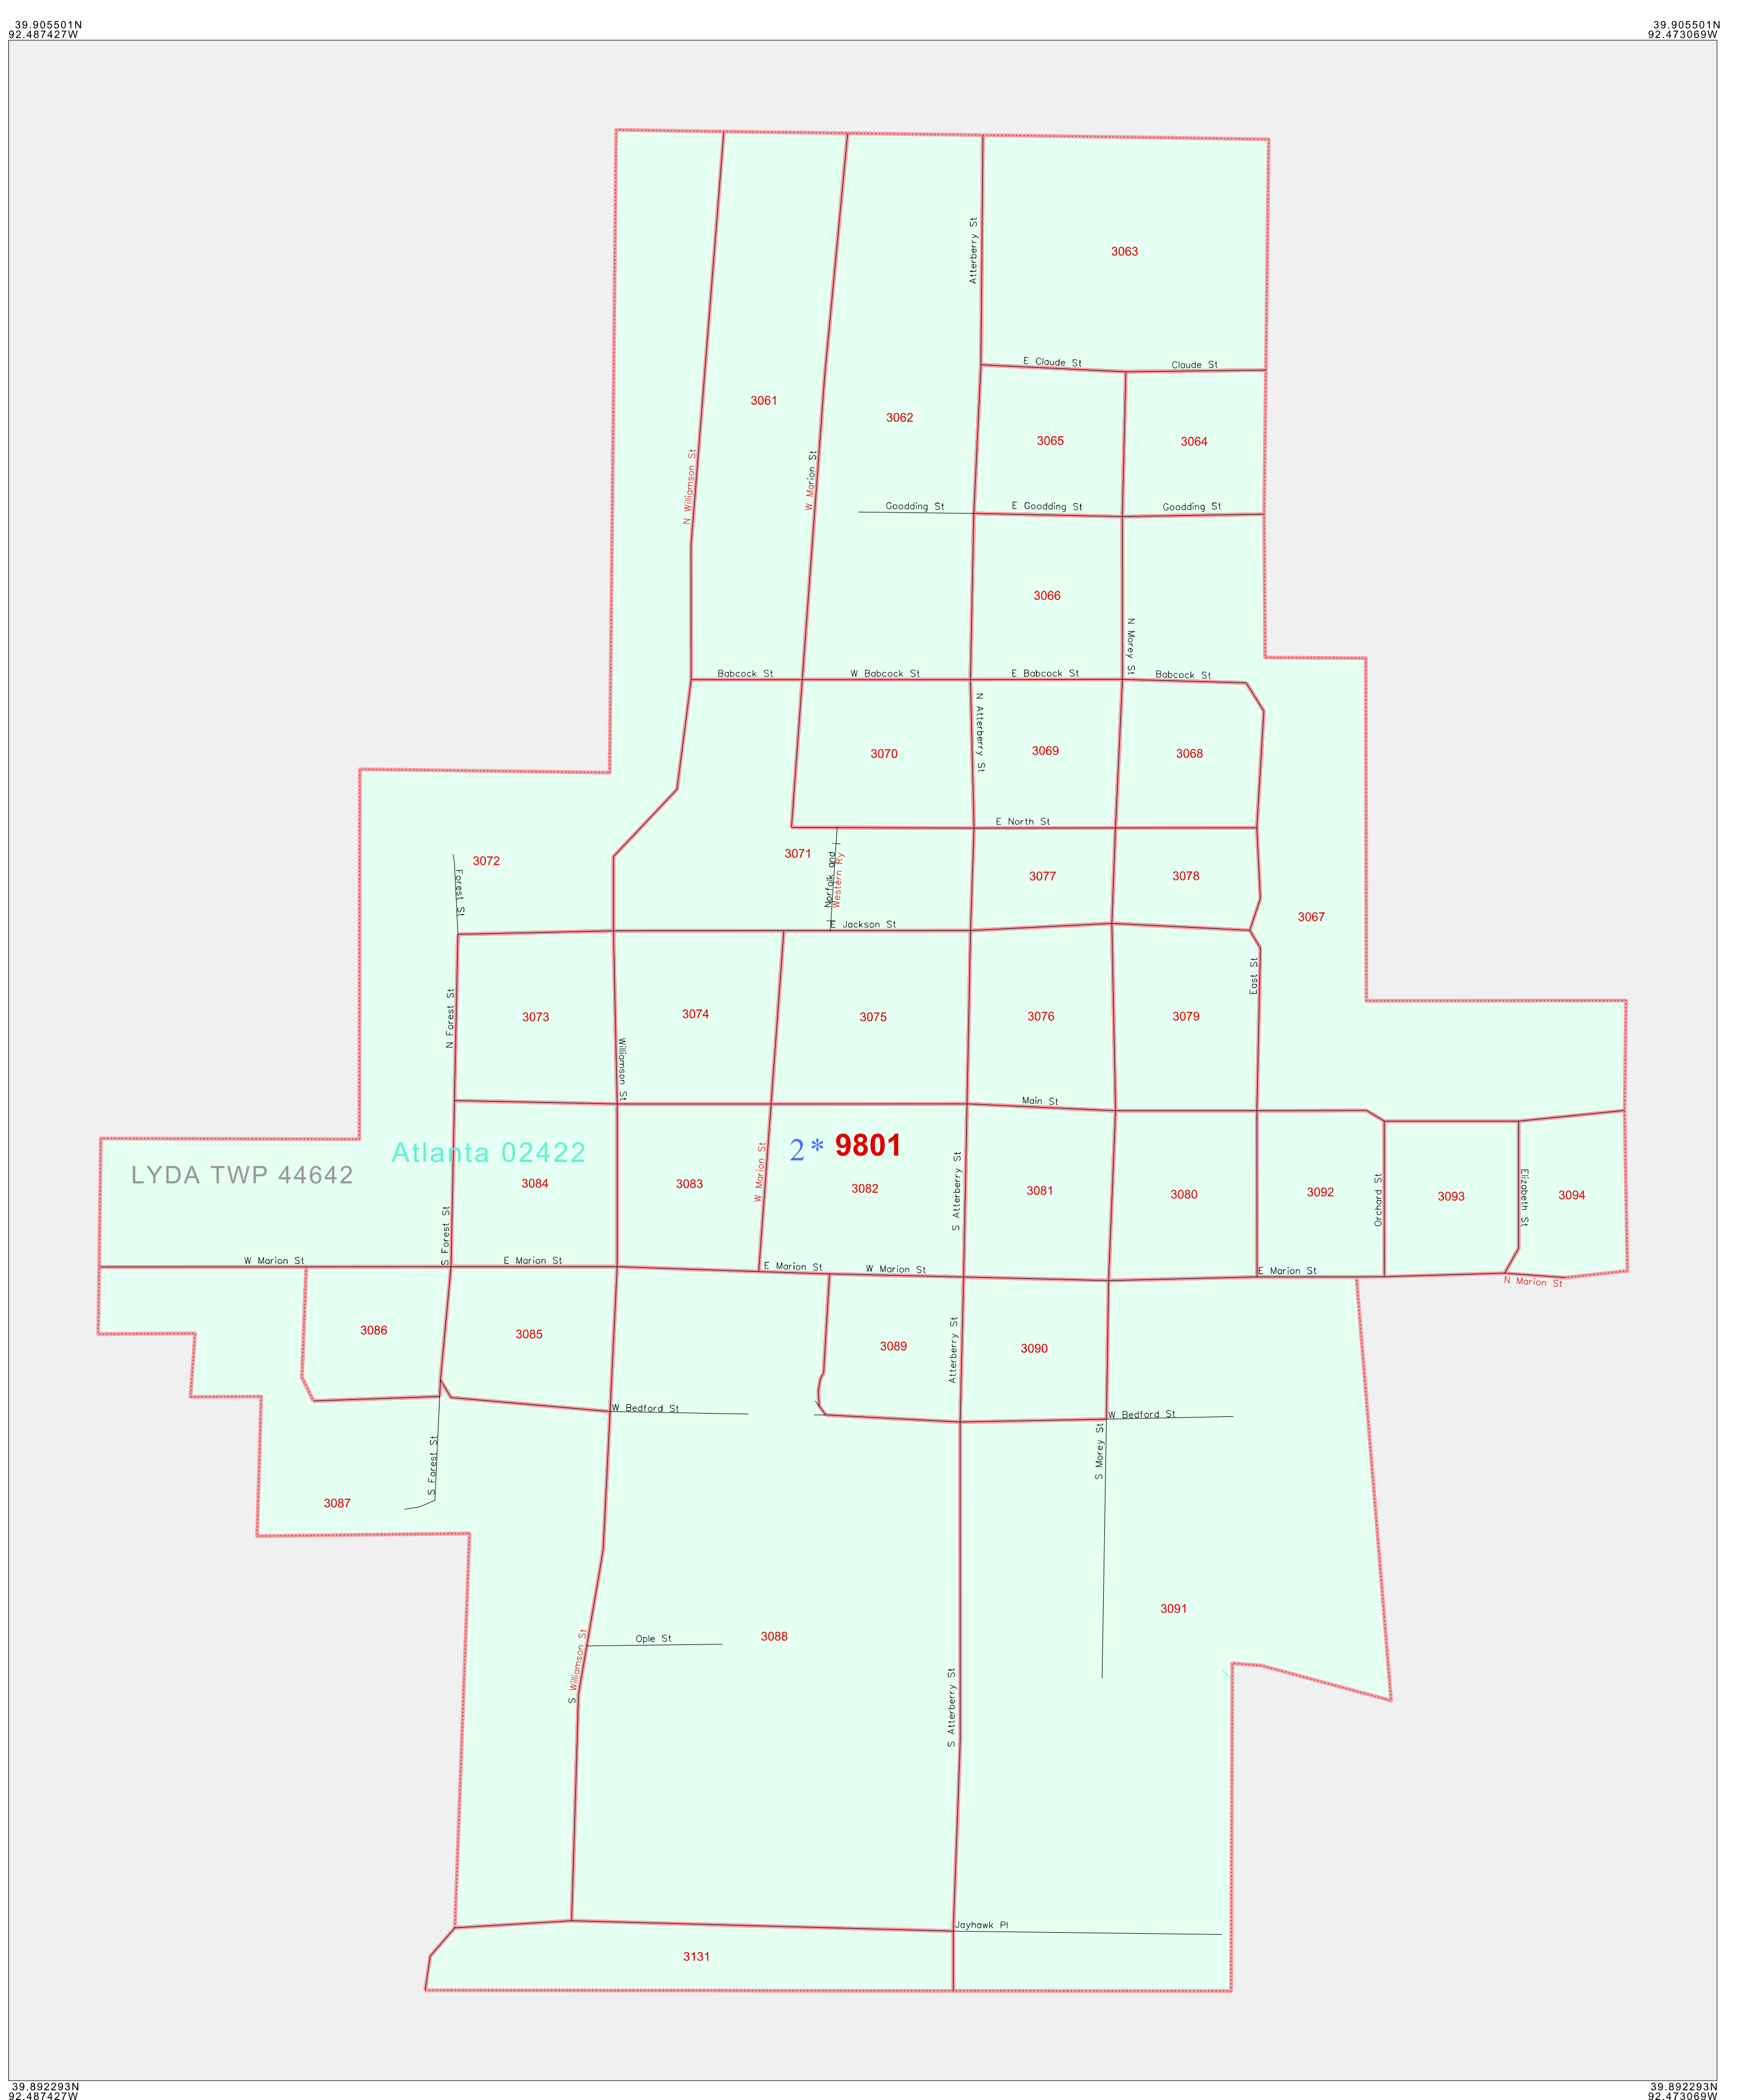 39.905501N
92.487427W
39.905501N
92.473069W
Atterberry St
3063
E Claude St
Claude St
3061
3062
3065
3064
N Williamson St
W Marion St
Goodding St
E Goodding St
Goodding St
3066
N Morey St
Babcock St
W Babcock St
E Babcock St
Babcock St
N Atterberry St
3070
3069
3068
E North St
3072
3071
Norfolk and
Western Ry
3077
3078
Forest St
3067
E Jackson St
East St
N Forest St
3073
3074
3075
3076
3079
Williamson St
Main St
Atlanta 02422
2* 9801
LYDA TWP 44642
3084
3083
W Marion St
3082
S Atterberry St
3081
3080
3092
Orchard St
3093
Elizabeth St
3094
S Forest St
W Marion St
E Marion St
E Marion St
W Marion St
E Marion St
N Marion St
3086
3085
3089
Atterberry St
3090
W Bedford St
W Bedford St
S Forest St
S Morey St
3087
3091
Ople St
3088
S Williamson St
S Atterberry St
Jayhawk Pl
3131
39.892293N
92.487427W
39.892293N
92.473069W